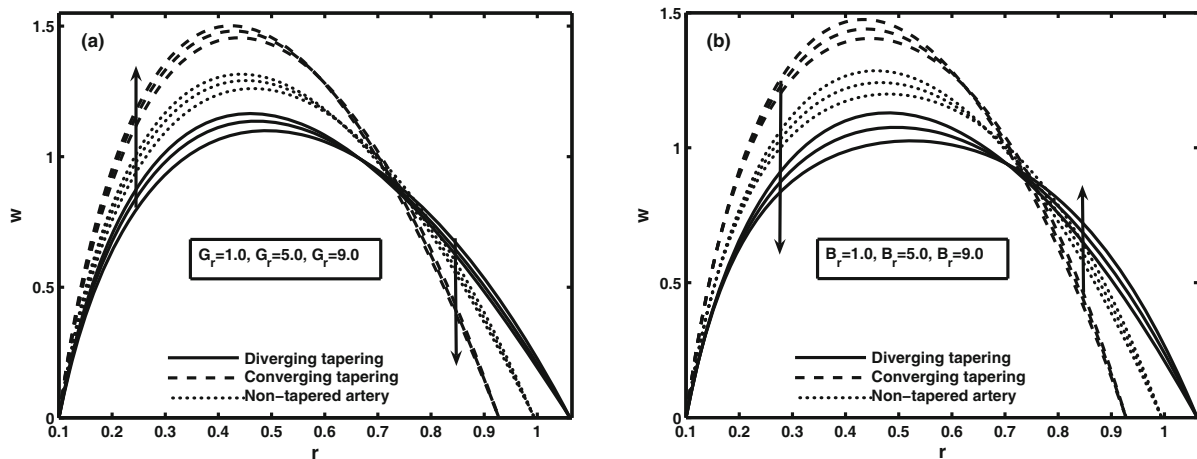 (a)
1.5
1
1.5
0
w
G_r=1.0, G_r=5.0, G_r=9.0
Diverging tapering
Converging tapering
Non-tapered artery
0.1 0.2 0.3 0.4 0.5 0.6 0.7 0.8 0.9 1
r
(b)
1.5
1
0.5
0
w
B_r=1.0, B_r=5.0, B_r=9.0
Diverging tapering
Converging tapering
Non-tapered artery
0.1 0.2 0.3 0.4 0.5 0.6 0.7 0.8 0.9 1
r